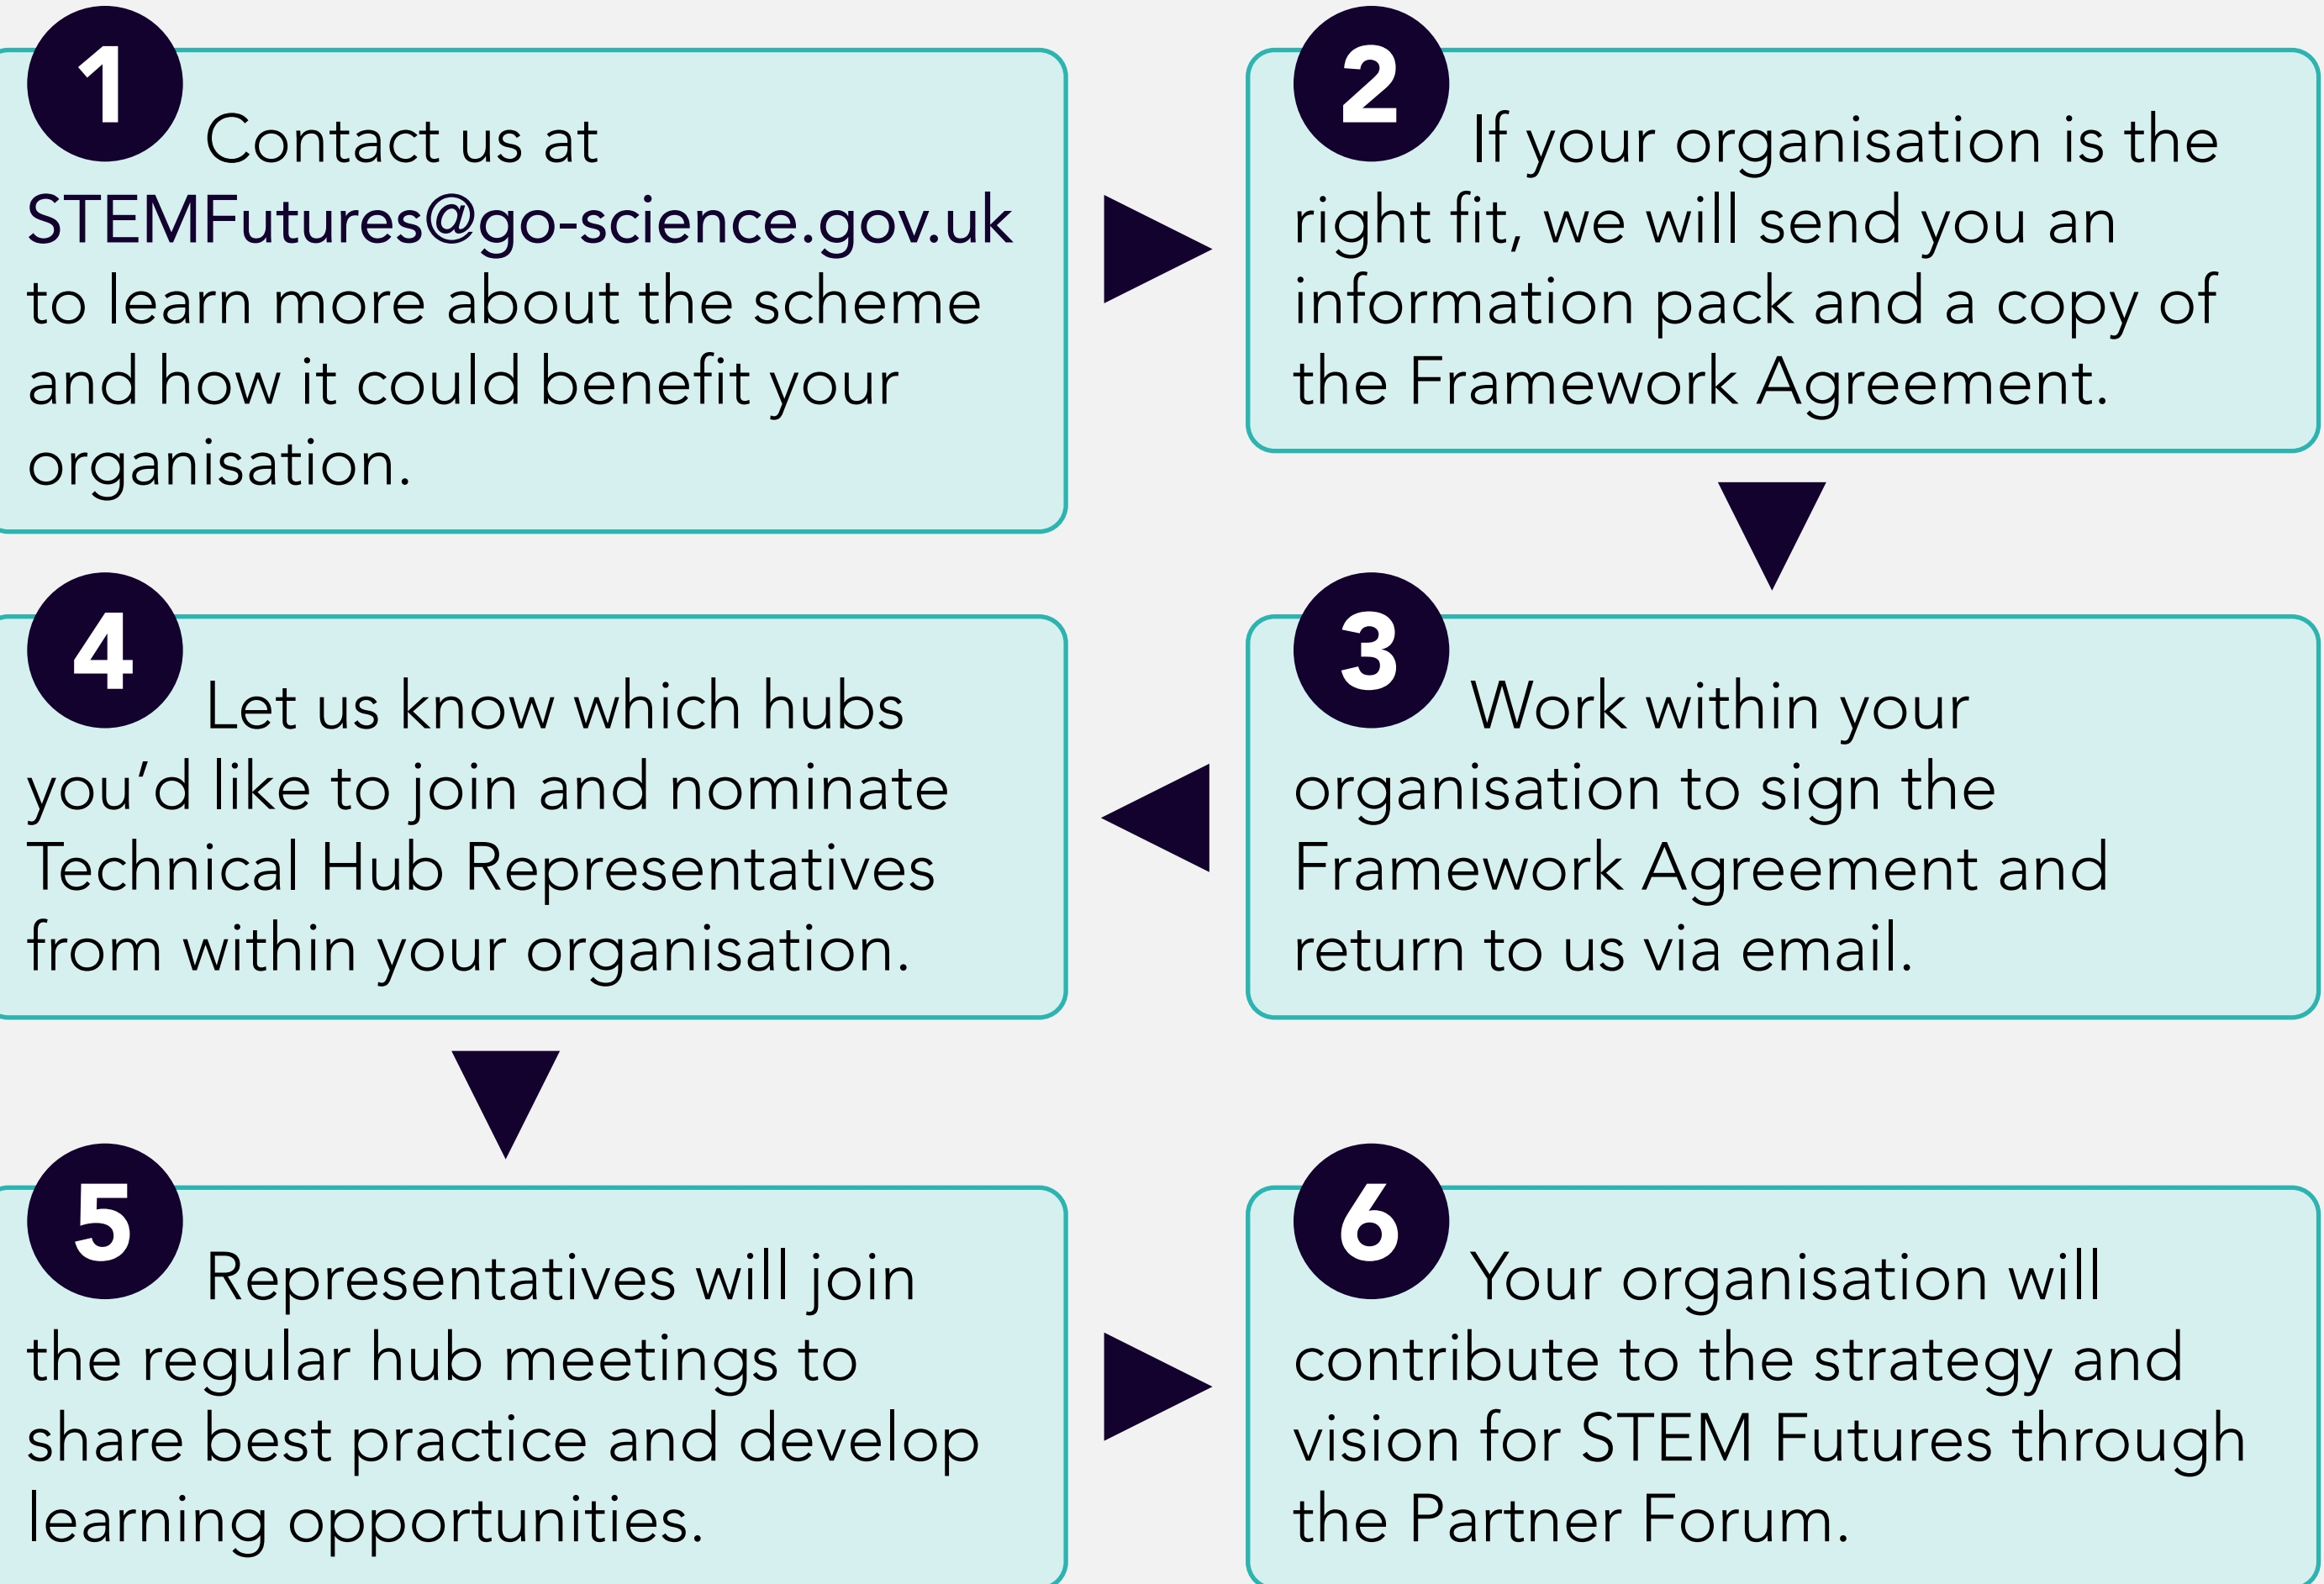 1
Contact us at
STEMFutures@go-science.gov.uk
to learn more about the scheme
and how it could benefit your
organisation.
2
If your organisation is the
right fit, we will send you an
information pack and a copy of
the Framework Agreement.
3
Work within your
organisation to sign the
Framework Agreement and
return to us via email.
4
Let us know which hubs
you’d like to join and nominate
Technical Hub Representatives
from within your organisation.
5
Representatives will join
the regular hub meetings to
share best practice and develop
learning opportunities.
6
Your organisation will
contribute to the strategy and
vision for STEM Futures through
the Partner Forum.